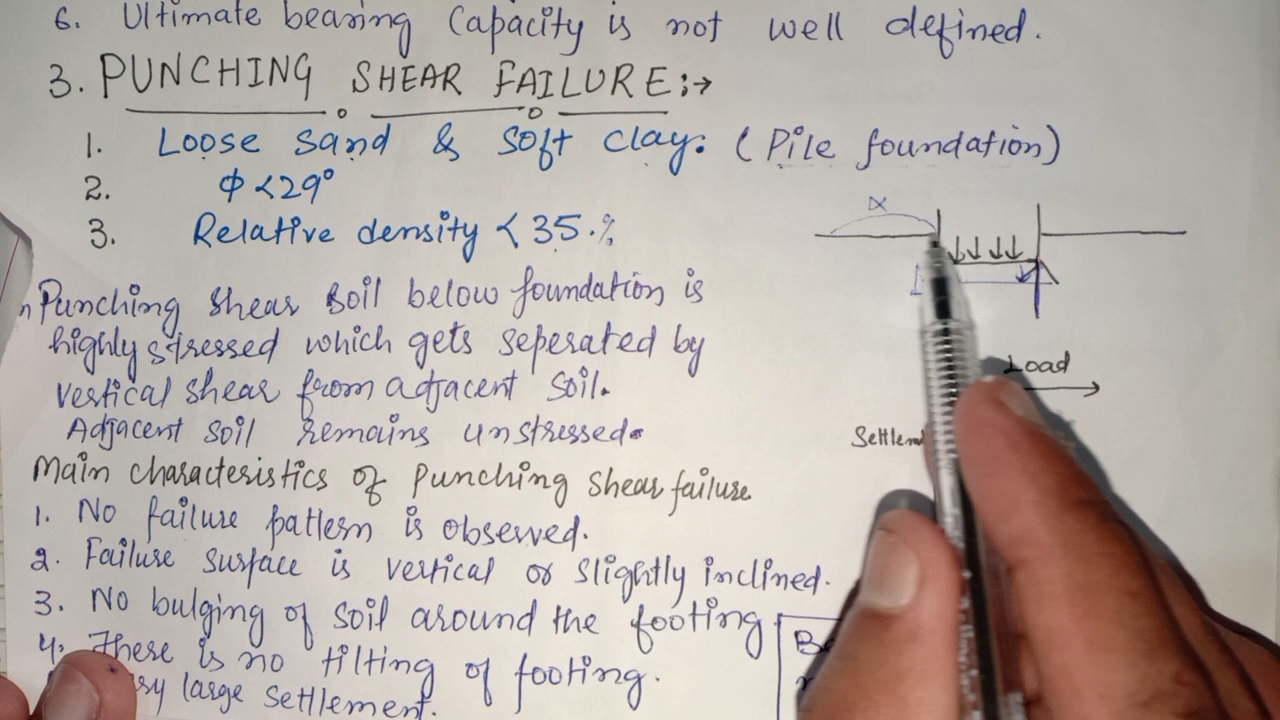 6. Ultimate bearing Capacity is not well defined.
3. PUNCHING SHEAR FAILURE:→
1. Loose sand & soft clay. (Pile foundation)
2. Φ<29°
3. Relative density < 35.%
Punching shear soil below foundation is
highly stressed which gets seperated by
vertical shear from adjacent soil.
Adjacent soil remains unstressed.
Load
Main characteristics of punching shear failure
1. No failure pattern is observed.
2. Failure surface is vertical or slightly inclined.
3. No bulging of soil around the footing
4. There is no tilting of footing.
large settlement.